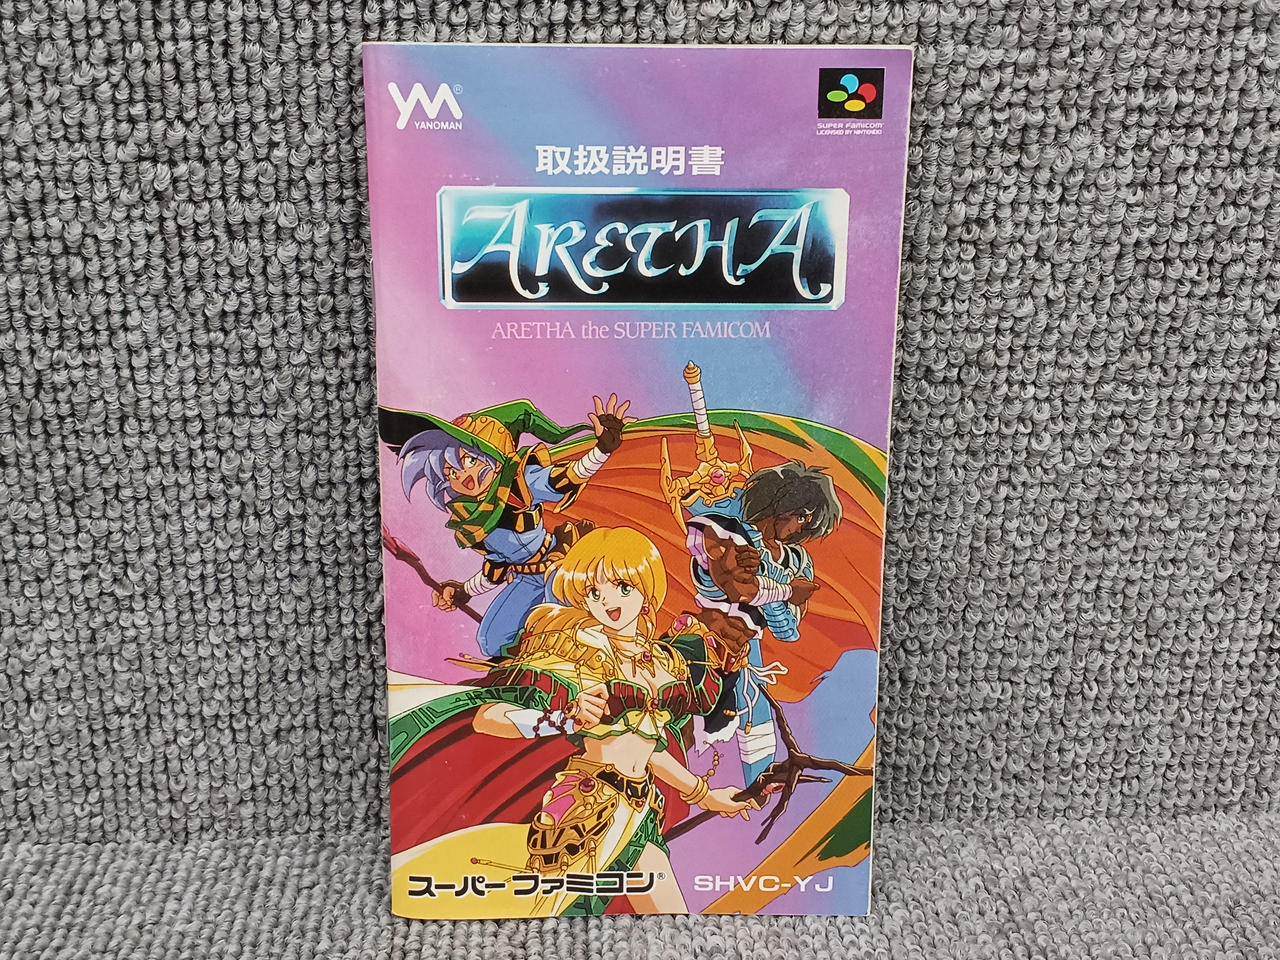 YM®
YANOMAN
SUPER FAMICOM™
LICENSED BY NINTENDO
取扱説明書
ARETHA
ARETHA the SUPER FAMICOM
スーパーファミコン®
SHVC-YJ